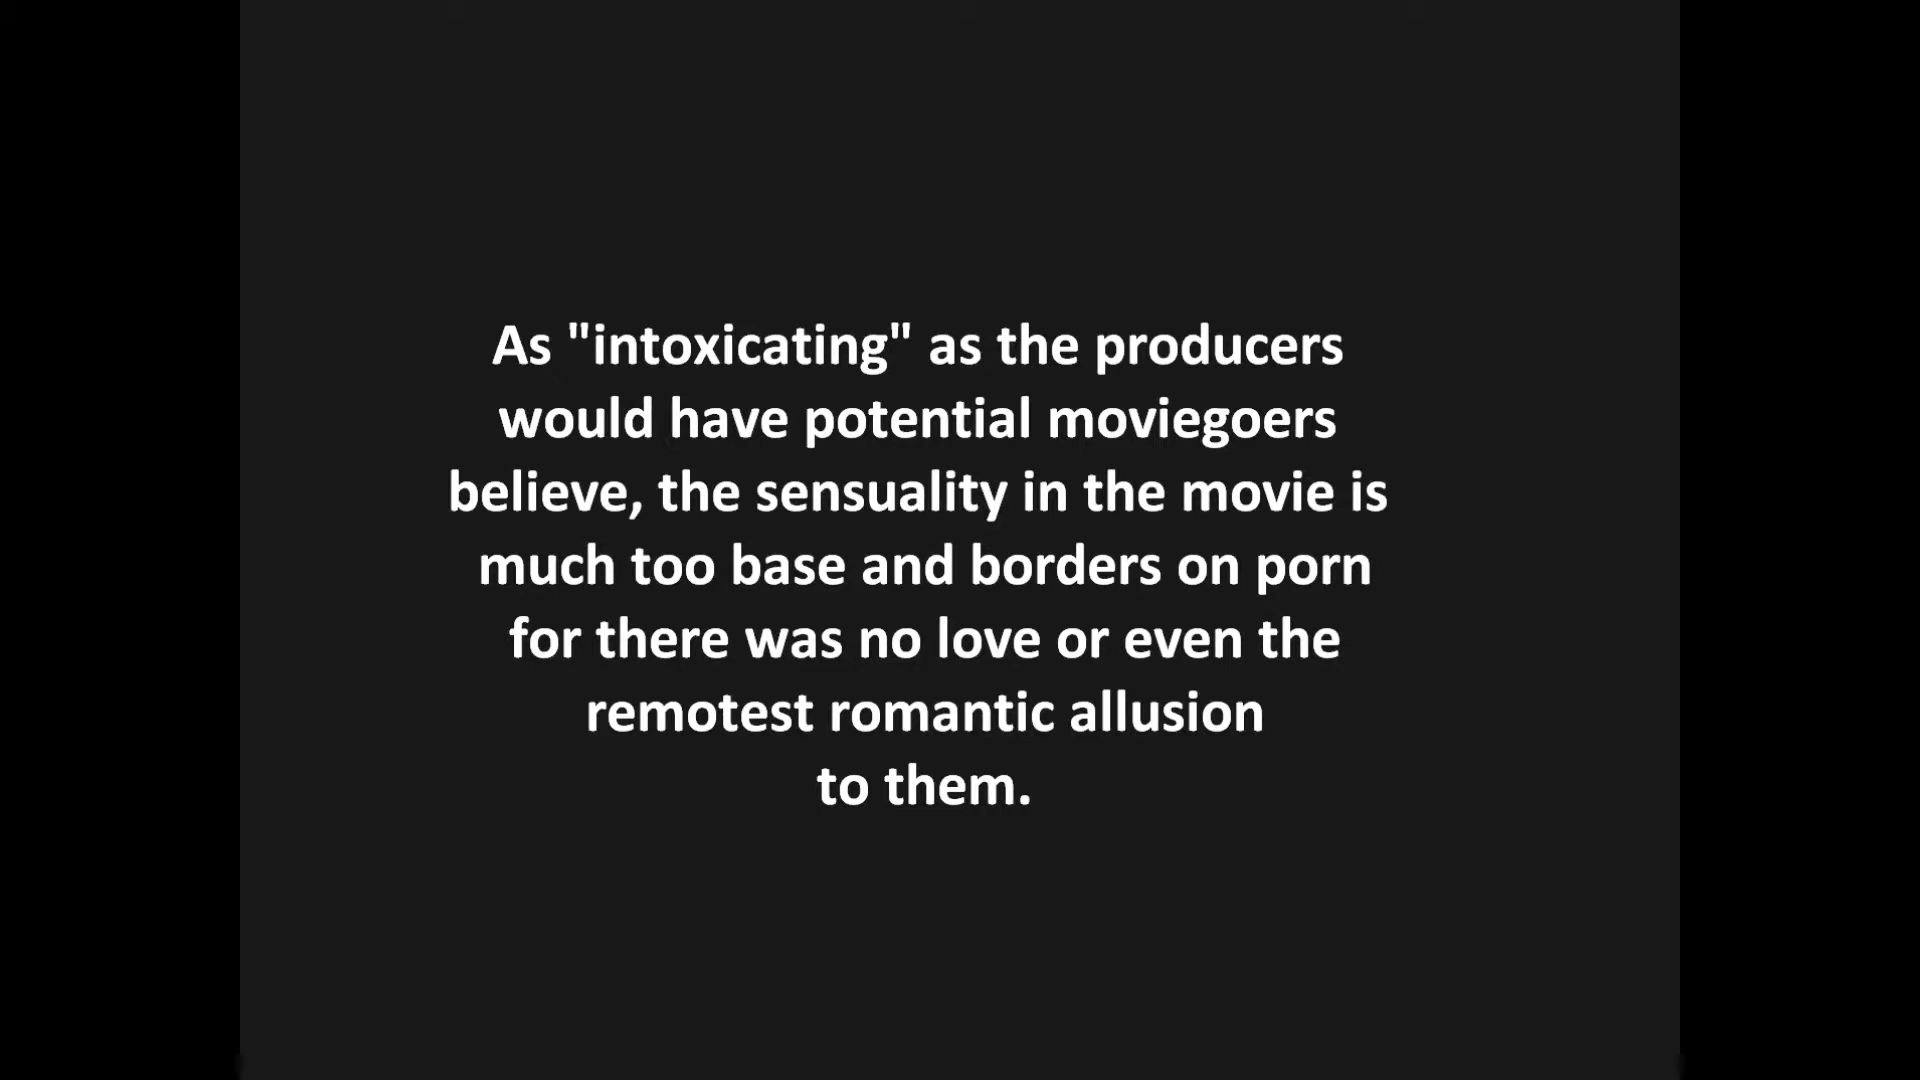 As "intoxicating" as the producers
would have potential moviegoers
believe, the sensuality in the movie is
much too base and borders on porn
for there was no love or even the
remotest romantic allusion
to them.